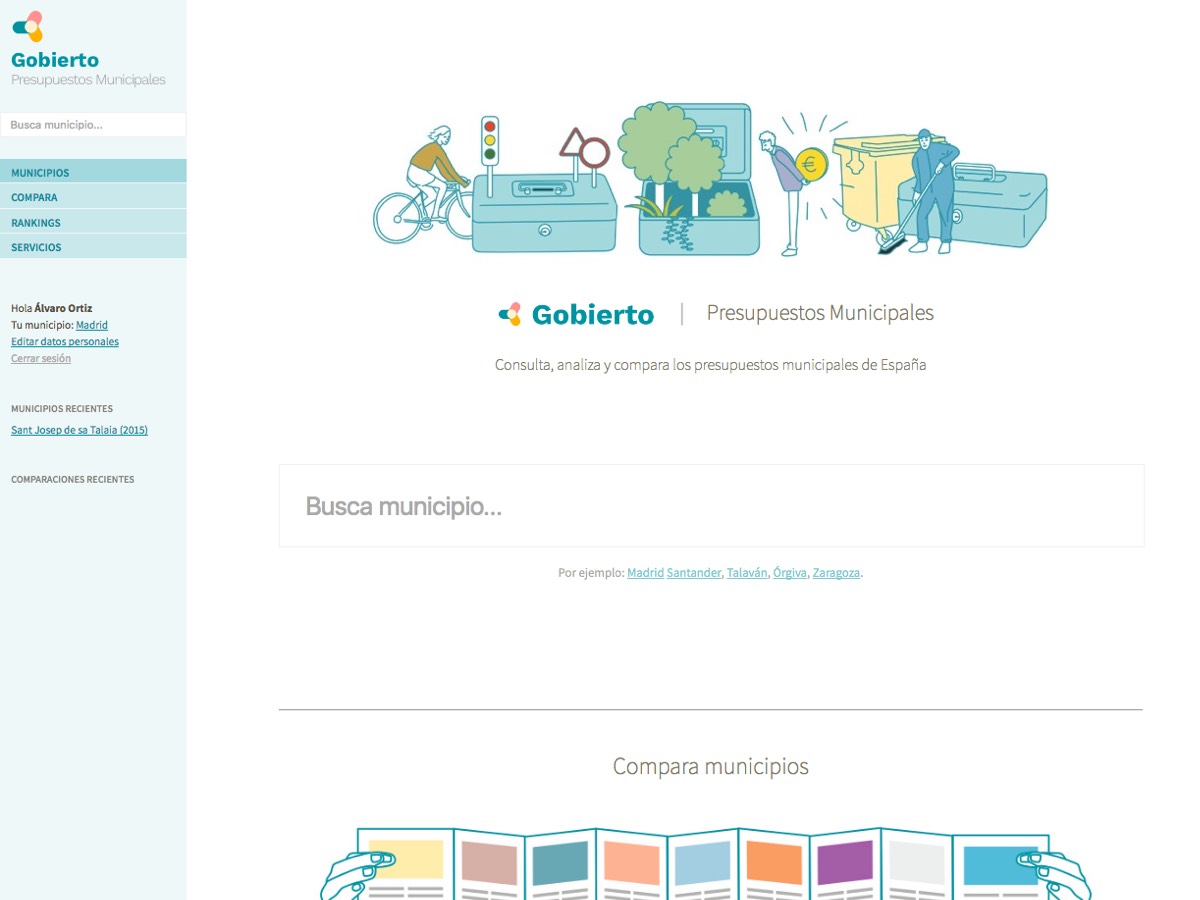 Gobierto
Presupuestos Municipales
Busca municipio...
MUNICIPIOS
COMPARA
RANKINGS
SERVICIOS
Hola Álvaro Ortiz
Tu municipio: Madrid
Editar datos personales
Cerrar sesión
MUNICIPIOS RECIENTES
Sant Josep de sa Talaia (2015)
COMPARACIONES RECIENTES
€
Gobierto | Presupuestos Municipales
Consulta, analiza y compara los presupuestos municipales de España
Busca municipio...
Por ejemplo: Madrid Santander, Talaván, Órgiva, Zaragoza.
Compara municipios